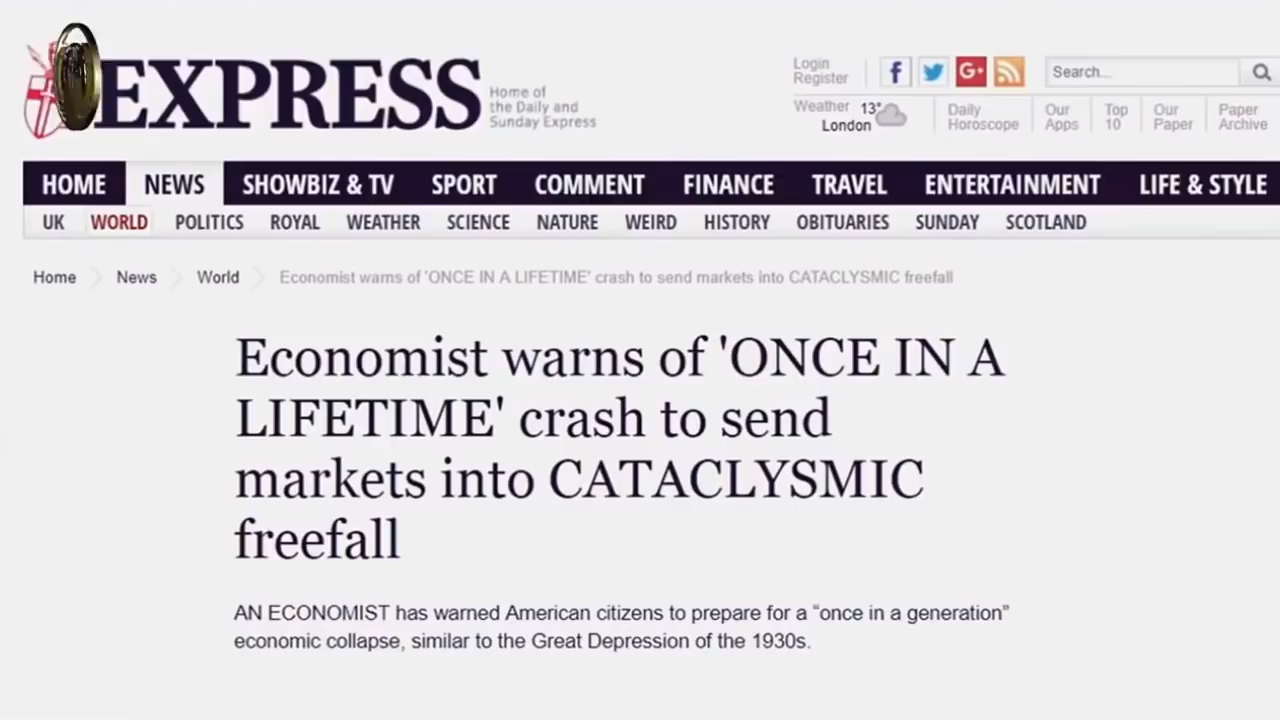 EXPRESS
Home of
the Daily and
Sunday Express
Login
Register
Search...
Weather 13°
London
Daily
Horoscope
Our
Apps
Top
10
Our
Paper
Paper
Archive
HOME NEWS SHOWBIZ & TV SPORT COMMENT FINANCE TRAVEL ENTERTAINMENT LIFE & STYLE
UK WORLD POLITICS ROYAL WEATHER SCIENCE NATURE WEIRD HISTORY OBITUARIES SUNDAY SCOTLAND
Home News World Economist warns of 'ONCE IN A LIFETIME' crash to send markets into CATACLYSMIC freefall
Economist warns of 'ONCE IN A
LIFETIME' crash to send
markets into CATACLYSMIC
freefall
AN ECONOMIST has warned American citizens to prepare for a “once in a generation”
economic collapse, similar to the Great Depression of the 1930s.